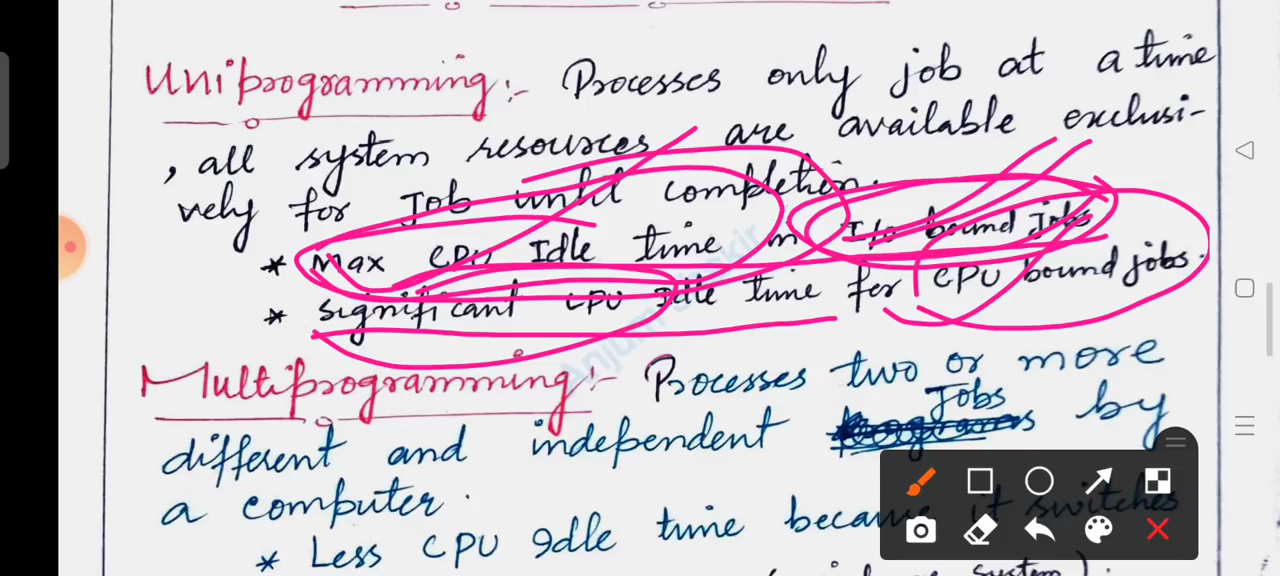 Uniprogramming :- Processes only job at a time
, all system resources are available exclusi-
vely for Job until completion.
* Max CPU Idle time in I/o bound jobs
* Significant CPU Idle time for CPU bound jobs.
Multiprogramming :- Processes two or more
Jobs
different and independent by
a computer.
* Less CPU Idle time because it switches
system).